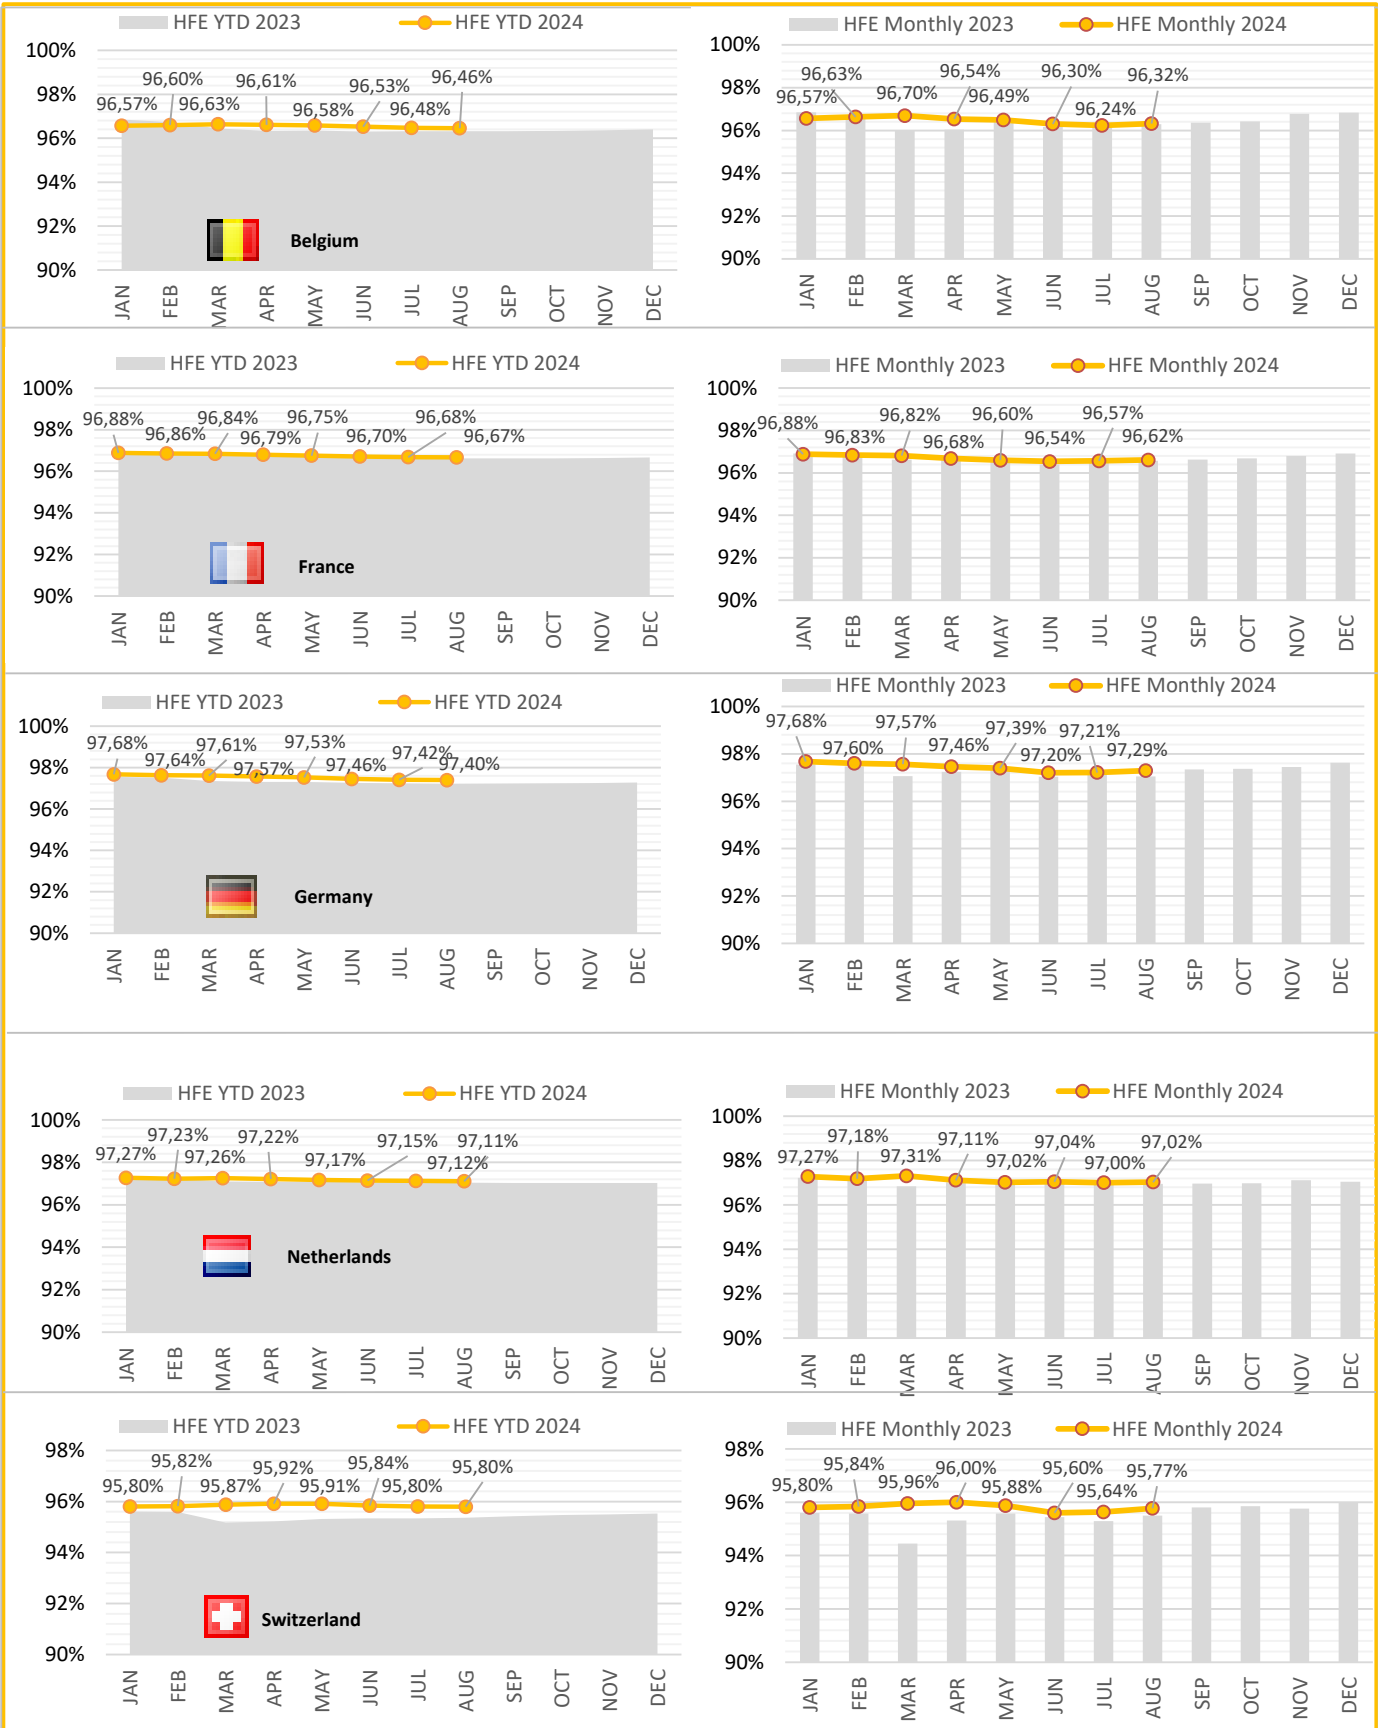 HFE YTD 2023 HFE YTD 2024
100%
98%
96%
94%
92%
90%
96,57% 96,60% 96,63% 96,61% 96,58% 96,53% 96,48% 96,46%
Belgium
JAN FEB MAR APR MAY JUN JUL AUG SEP OCT NOV DEC
HFE Monthly 2023 HFE Monthly 2024
100%
98%
96%
94%
92%
90%
96,57% 96,63% 96,70% 96,54% 96,49% 96,30% 96,24% 96,32%
JAN FEB MAR APR MAY JUN JUL AUG SEP OCT NOV DEC
HFE YTD 2023 HFE YTD 2024
100%
98%
96%
94%
92%
90%
96,88% 96,86% 96,84% 96,79% 96,75% 96,70% 96,68% 96,67%
France
JAN FEB MAR APR MAY JUN JUL AUG SEP OCT NOV DEC
HFE Monthly 2023 HFE Monthly 2024
100%
98%
96%
94%
92%
90%
96,88% 96,83% 96,82% 96,68% 96,60% 96,54% 96,57% 96,62%
JAN FEB MAR APR MAY JUN JUL AUG SEP OCT NOV DEC
HFE YTD 2023 HFE YTD 2024
100%
98%
96%
94%
92%
90%
97,68% 97,64% 97,61% 97,57% 97,53% 97,46% 97,42% 97,40%
Germany
JAN FEB MAR APR MAY JUN JUL AUG SEP OCT NOV DEC
HFE Monthly 2023 HFE Monthly 2024
100%
98%
96%
94%
92%
90%
97,68% 97,60% 97,57% 97,46% 97,39% 97,20% 97,21% 97,29%
JAN FEB MAR APR MAY JUN JUL AUG SEP OCT NOV DEC
HFE YTD 2023 HFE YTD 2024
100%
98%
96%
94%
92%
90%
97,27% 97,23% 97,26% 97,22% 97,17% 97,15% 97,12% 97,11%
Netherlands
JAN FEB MAR APR MAY JUN JUL AUG SEP OCT NOV DEC
HFE Monthly 2023 HFE Monthly 2024
100%
98%
96%
94%
92%
90%
97,27% 97,18% 97,31% 97,11% 97,02% 97,04% 97,00% 97,02%
JAN FEB MAR APR MAY JUN JUL AUG SEP OCT NOV DEC
HFE YTD 2023 HFE YTD 2024
98%
96%
94%
92%
90%
95,80% 95,82% 95,87% 95,92% 95,91% 95,84% 95,80% 95,80%
Switzerland
JAN FEB MAR APR MAY JUN JUL AUG SEP OCT NOV DEC
HFE Monthly 2023 HFE Monthly 2024
98%
96%
94%
92%
90%
95,80% 95,84% 95,96% 96,00% 95,88% 95,60% 95,64% 95,77%
JAN FEB MAR APR MAY JUN JUL AUG SEP OCT NOV DEC